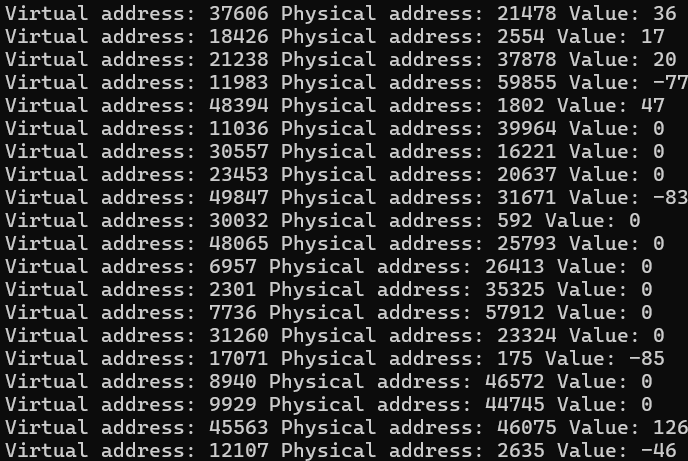 Virtual address: 37606 Physical address: 21478 Value: 36
Virtual address: 18426 Physical address: 2554 Value: 17
Virtual address: 21238 Physical address: 37878 Value: 20
Virtual address: 11983 Physical address: 59855 Value: -77
Virtual address: 48394 Physical address: 1802 Value: 47
Virtual address: 11036 Physical address: 39964 Value: 0
Virtual address: 30557 Physical address: 16221 Value: 0
Virtual address: 23453 Physical address: 20637 Value: 0
Virtual address: 49847 Physical address: 31671 Value: -83
Virtual address: 30032 Physical address: 592 Value: 0
Virtual address: 48065 Physical address: 25793 Value: 0
Virtual address: 6957 Physical address: 26413 Value: 0
Virtual address: 2301 Physical address: 35325 Value: 0
Virtual address: 7736 Physical address: 57912 Value: 0
Virtual address: 31260 Physical address: 23324 Value: 0
Virtual address: 17071 Physical address: 175 Value: -85
Virtual address: 8940 Physical address: 46572 Value: 0
Virtual address: 9929 Physical address: 44745 Value: 0
Virtual address: 45563 Physical address: 46075 Value: 126
Virtual address: 12107 Physical address: 2635 Value: -46